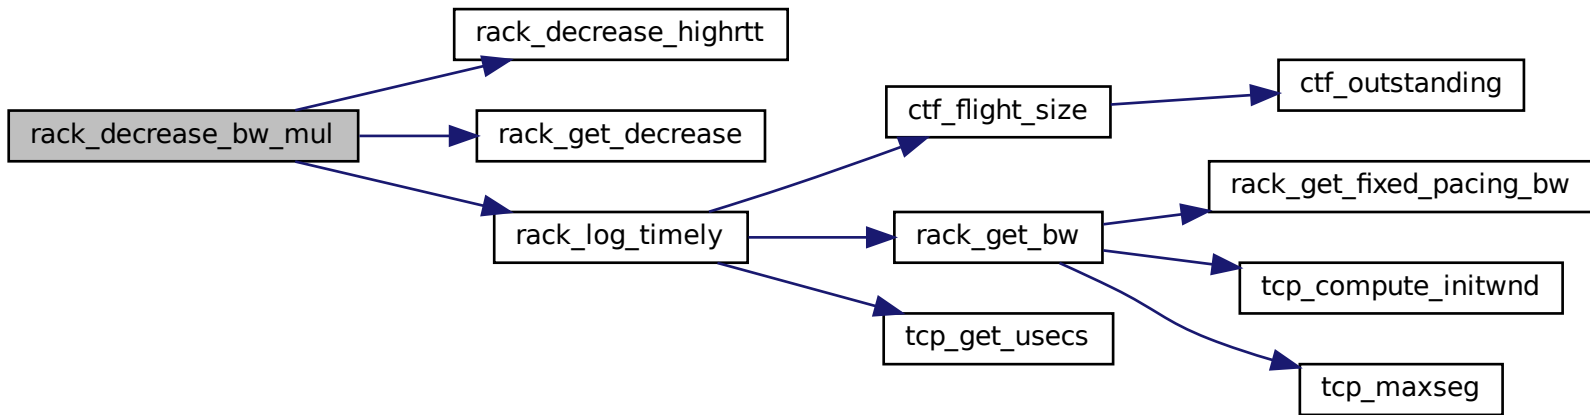 rack_decrease_highrtt
ctf_outstanding
ctf_flight_size
rack_decrease_bw_mul
rack_get_decrease
rack_get_fixed_pacing_bw
rack_log_timely
rack_get_bw
tcp_compute_initwnd
tcp_get_usecs
tcp_maxseg